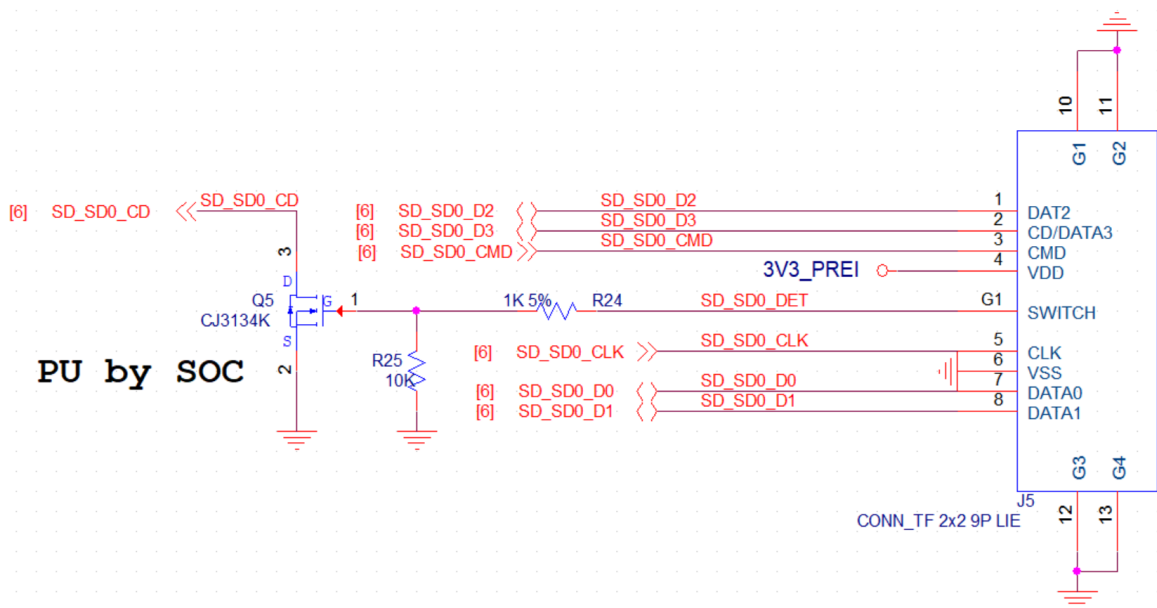 10
11
G1
G2
[6] SD_SD0_CD SD_SD0_CD
[6] SD_SD0_D2 SD_SD0_D2 1 DAT2
[6] SD_SD0_D3 SD_SD0_D3 2 CD/DATA3
[6] SD_SD0_CMD SD_SD0_CMD 3 CMD
3V3_PREI 4 VDD
3
D
Q5 G 1 1K 5% R24 SD_SD0_DET G1 SWITCH
CJ3134K
S
2
[6] SD_SD0_CLK SD_SD0_CLK 5 CLK
PU by SOC R25 6 VSS
10K
[6] SD_SD0_D0 SD_SD0_D0 7 DATA0
[6] SD_SD0_D1 SD_SD0_D1 8 DATA1
G3
G4
J5
CONN_TF 2x2 9P LIE
12
13